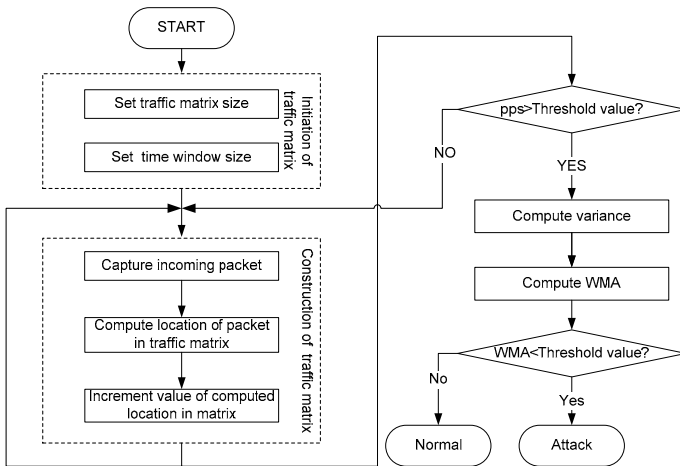 START
Set traffic matrix size
Set time window size
Initiation of
traffic matrix
Capture incoming packet
Compute location of packet
in traffic matrix
Increment value of computed
location in matrix
Construction of traffic matrix
pps>Threshold value?
NO
YES
Compute variance
Compute WMA
WMA<Threshold value?
No
Yes
Normal
Attack